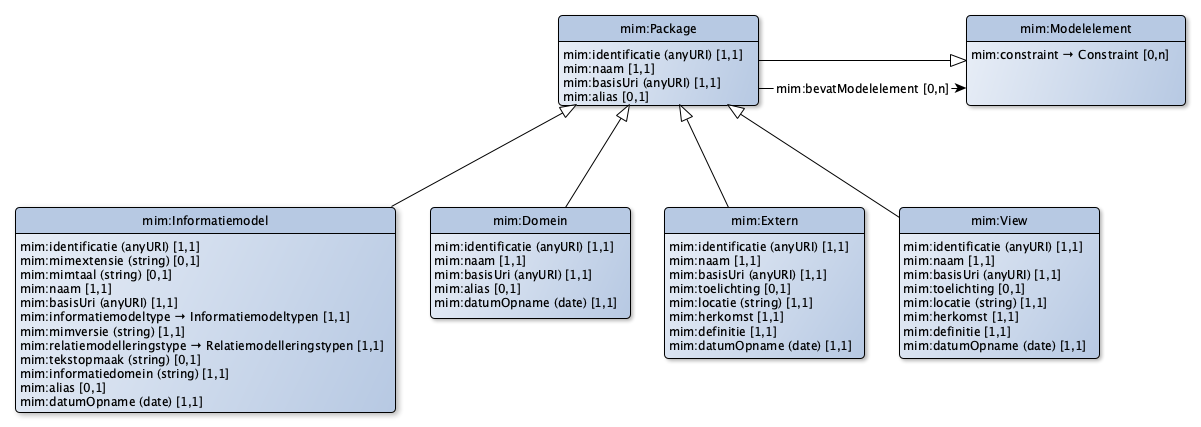 mim:Package
mim:identificatie (anyURI) [1,1]
mim:naam [1,1]
mim:basisUri (anyURI) [1,1]
mim:alias [0,1]
mim:Modelelement
mim:constraint → Constraint [0,n]
mim:bevatModelelement [0,n]
mim:Informatiemodel
mim:identificatie (anyURI) [1,1]
mim:mimextensie (string) [0,1]
mim:mimtaal (string) [0,1]
mim:naam [1,1]
mim:basisUri (anyURI) [1,1]
mim:informatiemodeltype → Informatiemodeltypen [1,1]
mim:mimversie (string) [1,1]
mim:relatiemodelleringstype → Relatiemodelleringstypen [1,1]
mim:tekstopmaak (string) [0,1]
mim:informatiedomein (string) [1,1]
mim:alias [0,1]
mim:datumOpname (date) [1,1]
mim:Domein
mim:identificatie (anyURI) [1,1]
mim:naam [1,1]
mim:basisUri (anyURI) [1,1]
mim:alias [0,1]
mim:datumOpname (date) [1,1]
mim:Extern
mim:identificatie (anyURI) [1,1]
mim:naam [1,1]
mim:basisUri (anyURI) [1,1]
mim:toelichting [0,1]
mim:locatie (string) [1,1]
mim:herkomst [1,1]
mim:definitie [1,1]
mim:datumOpname (date) [1,1]
mim:View
mim:identificatie (anyURI) [1,1]
mim:naam [1,1]
mim:basisUri (anyURI) [1,1]
mim:toelichting [0,1]
mim:locatie (string) [1,1]
mim:herkomst [1,1]
mim:definitie [1,1]
mim:datumOpname (date) [1,1]